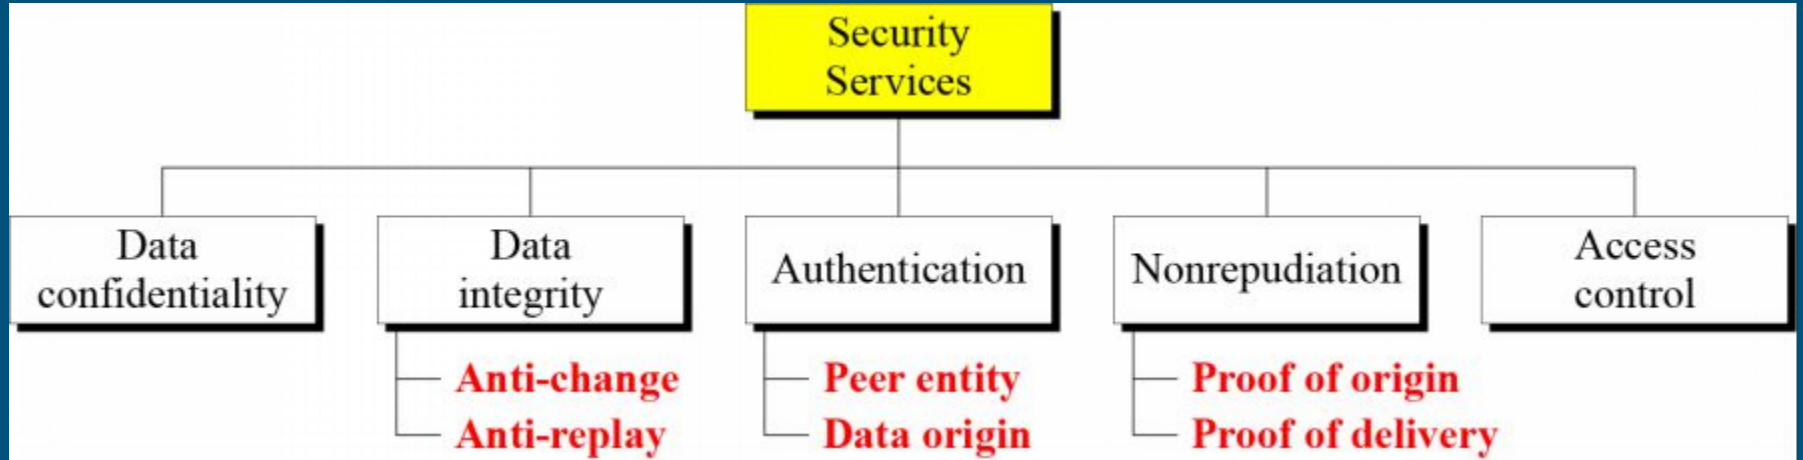 Security
Services
Data
confidentiality
Data
integrity
Authentication
Nonrepudiation
Access
control
Anti-change
Anti-replay
Peer entity
Data origin
Proof of origin
Proof of delivery